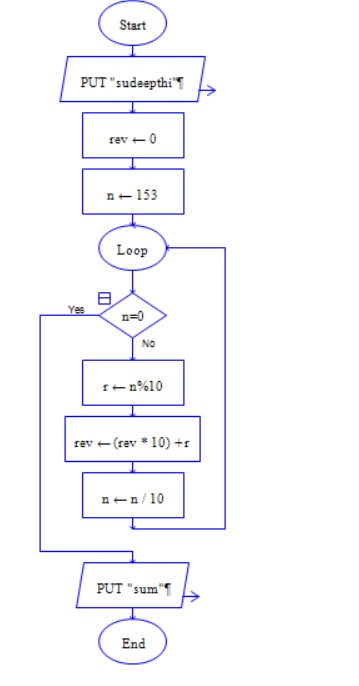 Start
PUT "sudeepthi"¶
rev ← 0
n ← 153
Loop
Yes
n=0
No
r ← n%10
rev ← (rev * 10) +r
n ← n / 10
PUT "sum"¶
End